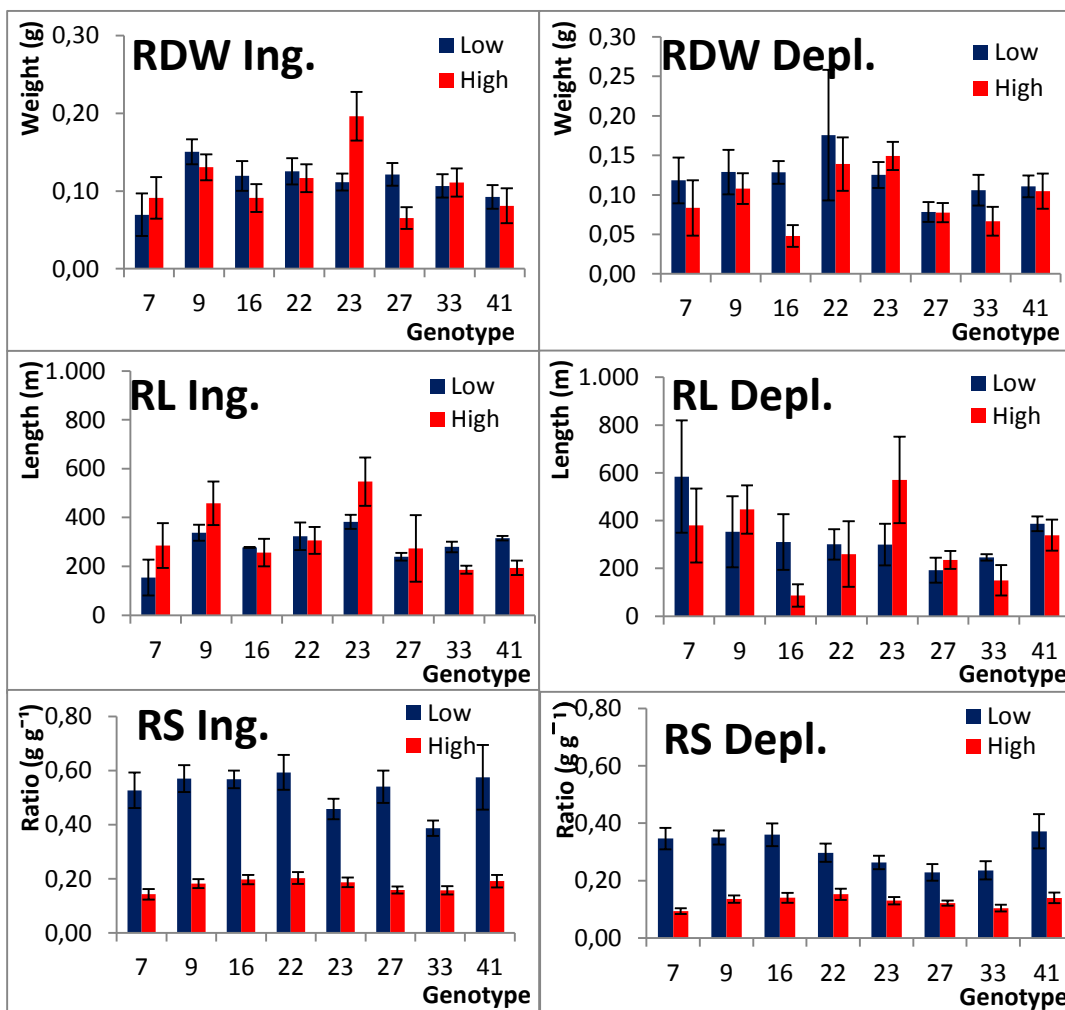 RDW Ing.
Weight (g)
0,30
0,20
0,10
0,00
Low
High
7 9 16 22 23 27 33 41
Genotype
RDW Depl.
Weight (g)
0,30
0,25
0,20
0,15
0,10
0,05
0,00
Low
High
7 9 16 22 23 27 33 41
Genotype
RL Ing.
Length (m)
1.000
800
600
400
200
0
Low
High
7 9 16 22 23 27 33 41
Genotype
RL Depl.
Length (m)
1.000
800
600
400
200
0
Low
High
7 9 16 22 23 27 33 41
Genotype
RS Ing.
Ratio (g g⁻¹)
0,80
0,60
0,40
0,20
0,00
Low
High
7 9 16 22 23 27 33 41
Genotype
RS Depl.
Ratio (g g⁻¹)
0,80
0,60
0,40
0,20
0,00
Low
High
7 9 16 22 23 27 33 41
Genotype